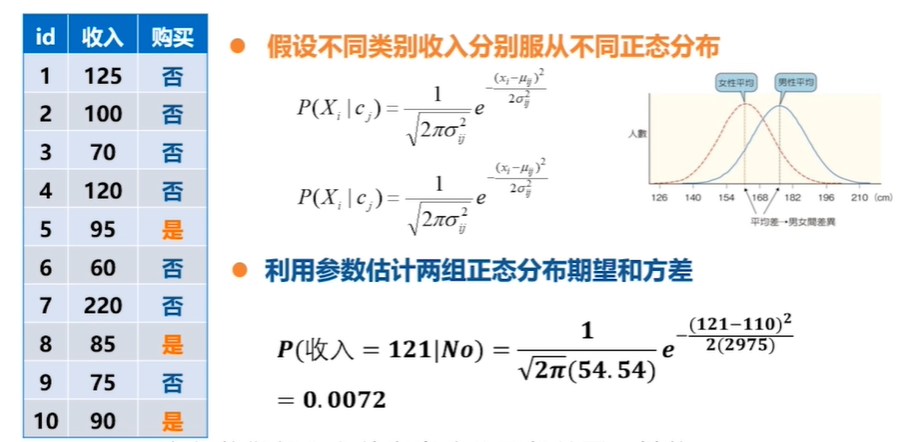 id 收入 购买
1 125 否
2 100 否
3 70 否
4 120 否
5 95 是
6 60 否
7 220 否
8 85 是
9 75 否
10 90 是
● 假设不同类别收入分别服从不同正态分布
P(X_i | c_j) = \frac{1}{\sqrt{2\pi\sigma_{ij}^2}} e^{-\frac{(x_i-\mu_{ij})^2}{2\sigma_{ij}^2}}
P(X_i | c_j) = \frac{1}{\sqrt{2\pi\sigma_{ij}^2}} e^{-\frac{(x_i-\mu_{ij})^2}{2\sigma_{ij}^2}}
女性平均 男性平均
人數
126 140 154 168 182 196 210 (cm)
平均差→男女間差異
● 利用参数估计两组正态分布期望和方差
P(收入 = 121|No) = \frac{1}{\sqrt{2\pi}(54.54)} e^{-\frac{(121-110)^2}{2(2975)}}
= 0.0072